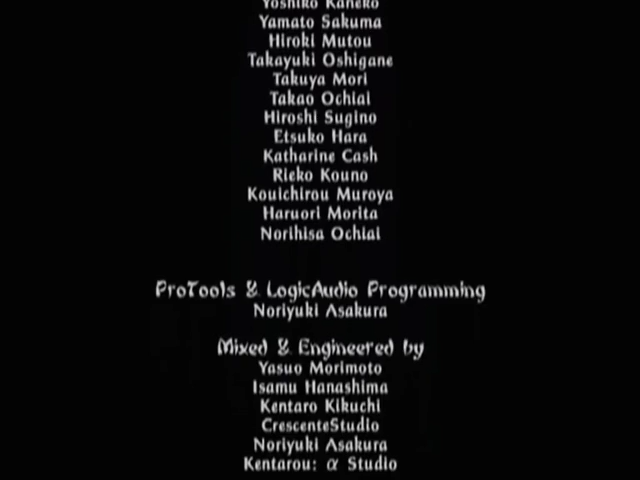 Yoshiko Kaneko
Yamato Sakuma
Hiroki Mutou
Takayuki Oshigane
Takuya Mori
Takao Ochiai
Hiroshi Sugino
Etsuko Hara
Katharine Cash
Rieko Kouno
Kouichirou Muroya
Haruori Morita
Norihisa Ochiai
ProTools & LogicAudio Programming
Noriyuki Asakura
Mixed & Engineered by
Yasuo Morimoto
Isamu Hanashima
Kentaro Kikuchi
CrescenteStudio
Noriyuki Asakura
Kentarou: α Studio